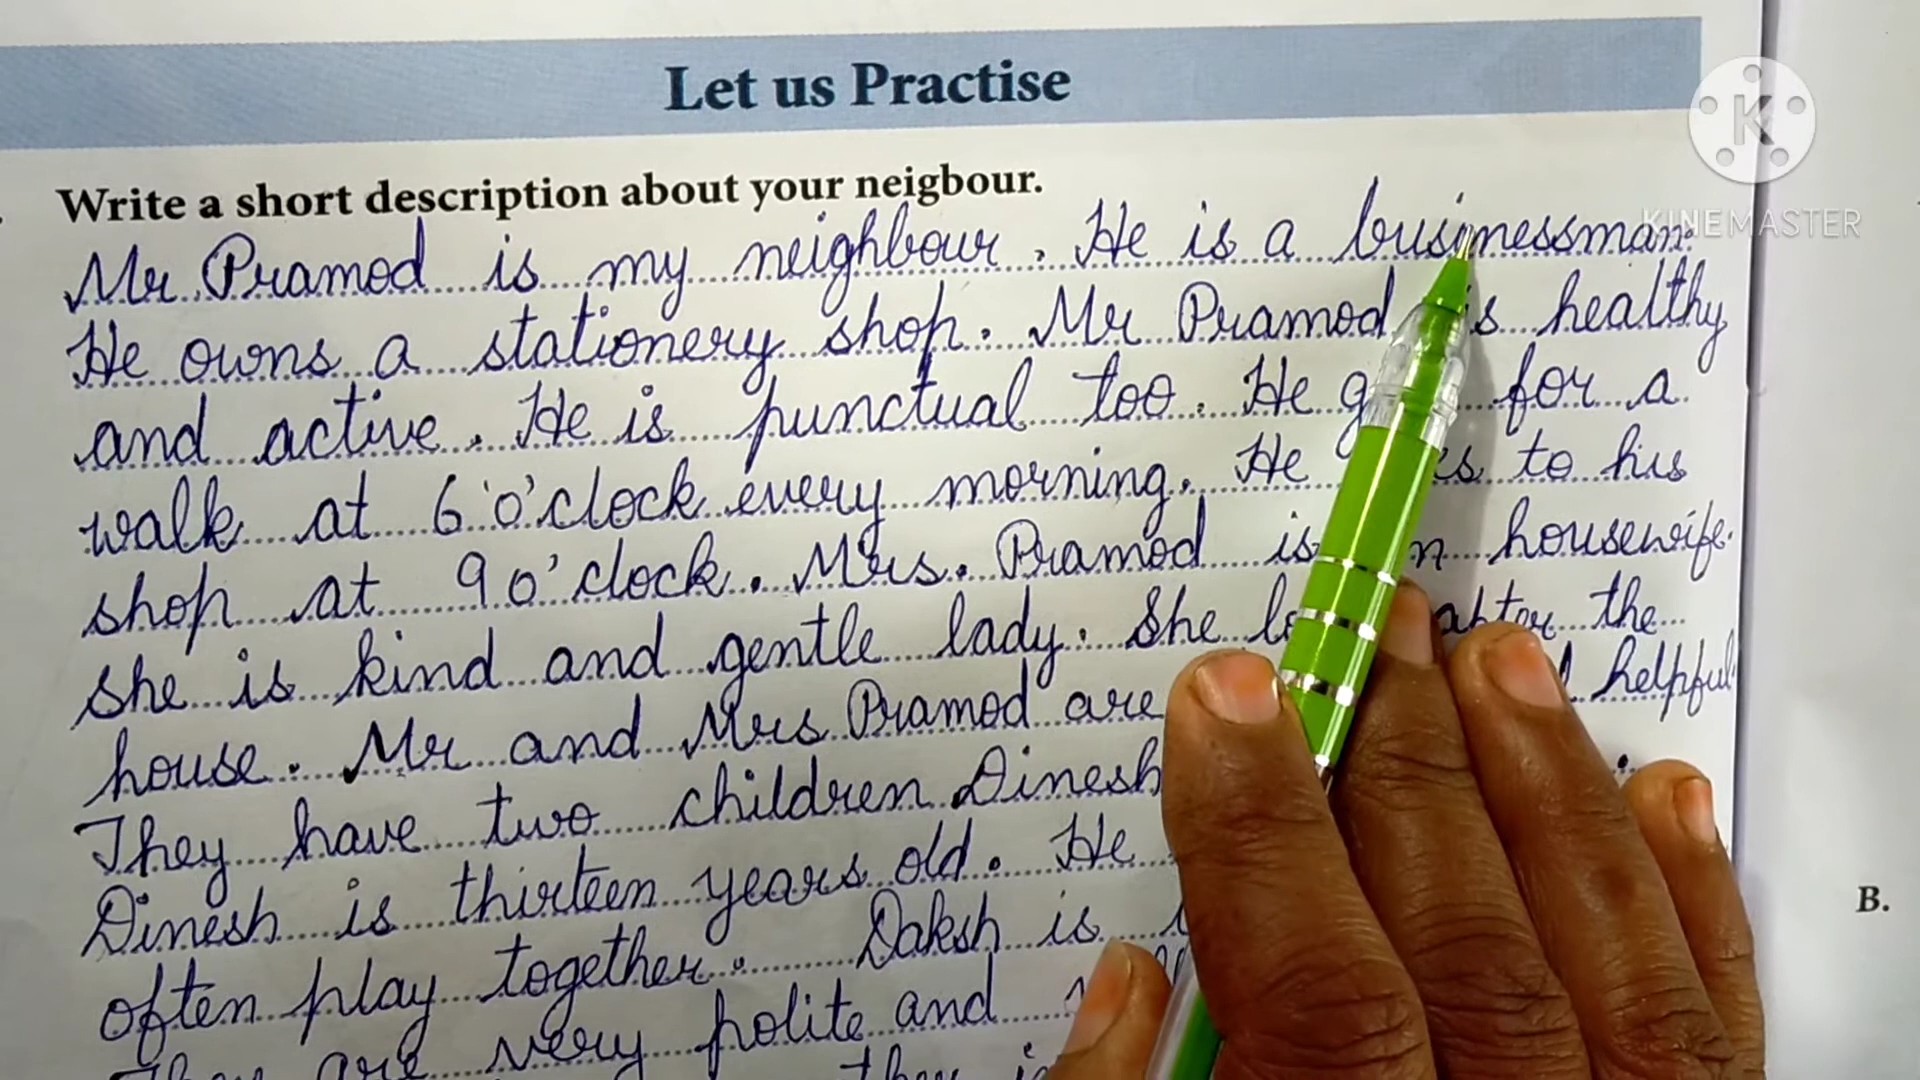 Let us Practise
K
KINEMASTER
Write a short description about your neigbour.
Mr Pramod is my neighbour. He is a businessman.
He owns a stationery shop. Mr Pramod is healthy
and active. He is punctual too. He for a
walk at 6 'o'clock every morning. He to his
shop at 9 o'clock. Mrs. Pramod is housewife.
She is kind and gentle lady. She after the
house. Mr and Mrs Pramod are helpful
They have two children Dinesh
Dinesh is thirteen years old. He
B.
often play together. Daksh is
They are very polite and